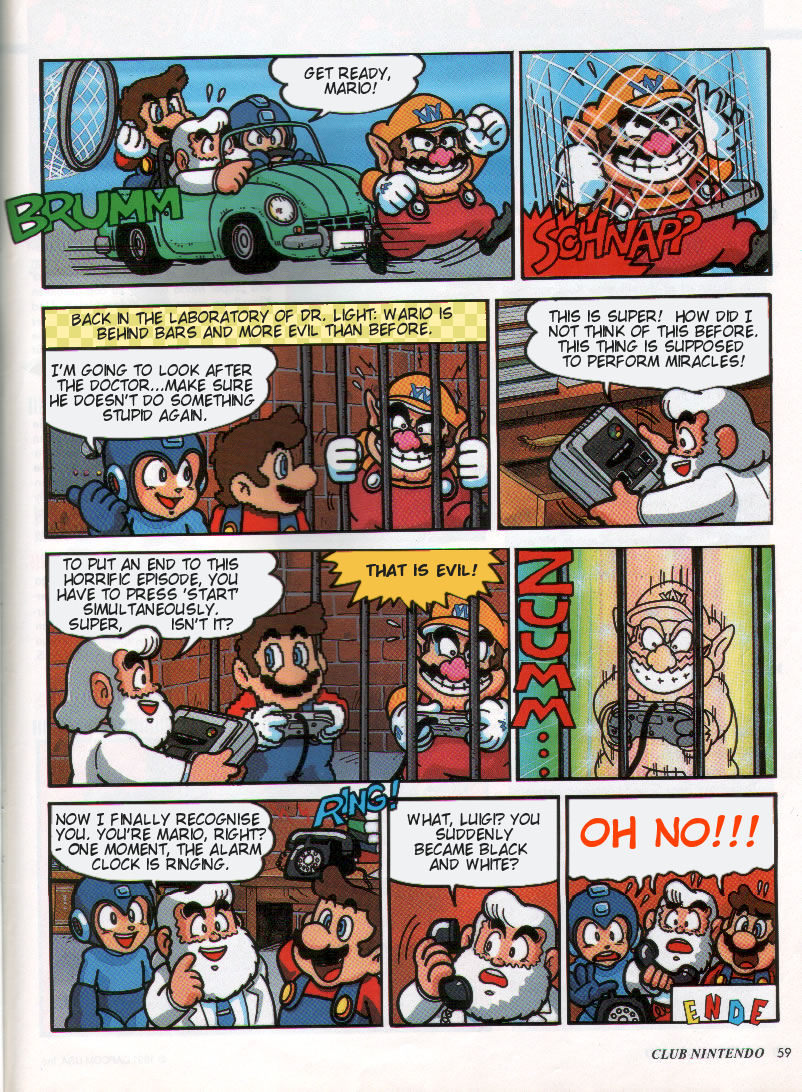 GET READY,
MARIO!
BRUMM
W
SCHNAPP
BACK IN THE LABORATORY OF DR. LIGHT: WARIO IS
BEHIND BARS AND MORE EVIL THAN BEFORE.
I'M GOING TO LOOK AFTER
THE DOCTOR...MAKE SURE
HE DOESN'T DO SOMETHING
STUPID AGAIN.
THIS IS SUPER! HOW DID I
NOT THINK OF THIS BEFORE.
THIS THING IS SUPPOSED
TO PERFORM MIRACLES!
TO PUT AN END TO THIS
HORRIFIC EPISODE, YOU
HAVE TO PRESS 'START'
SIMULTANEOUSLY.
SUPER, ISN'T IT?
THAT IS EVIL!
ZUUMM...
NOW I FINALLY RECOGNISE
YOU. YOU'RE MARIO, RIGHT?
- ONE MOMENT, THE ALARM
CLOCK IS RINGING.
RING!
WHAT, LUIGI? YOU
SUDDENLY
BECAME BLACK
AND WHITE?
OH NO!!!
ENDE
CLUB NINTENDO 59